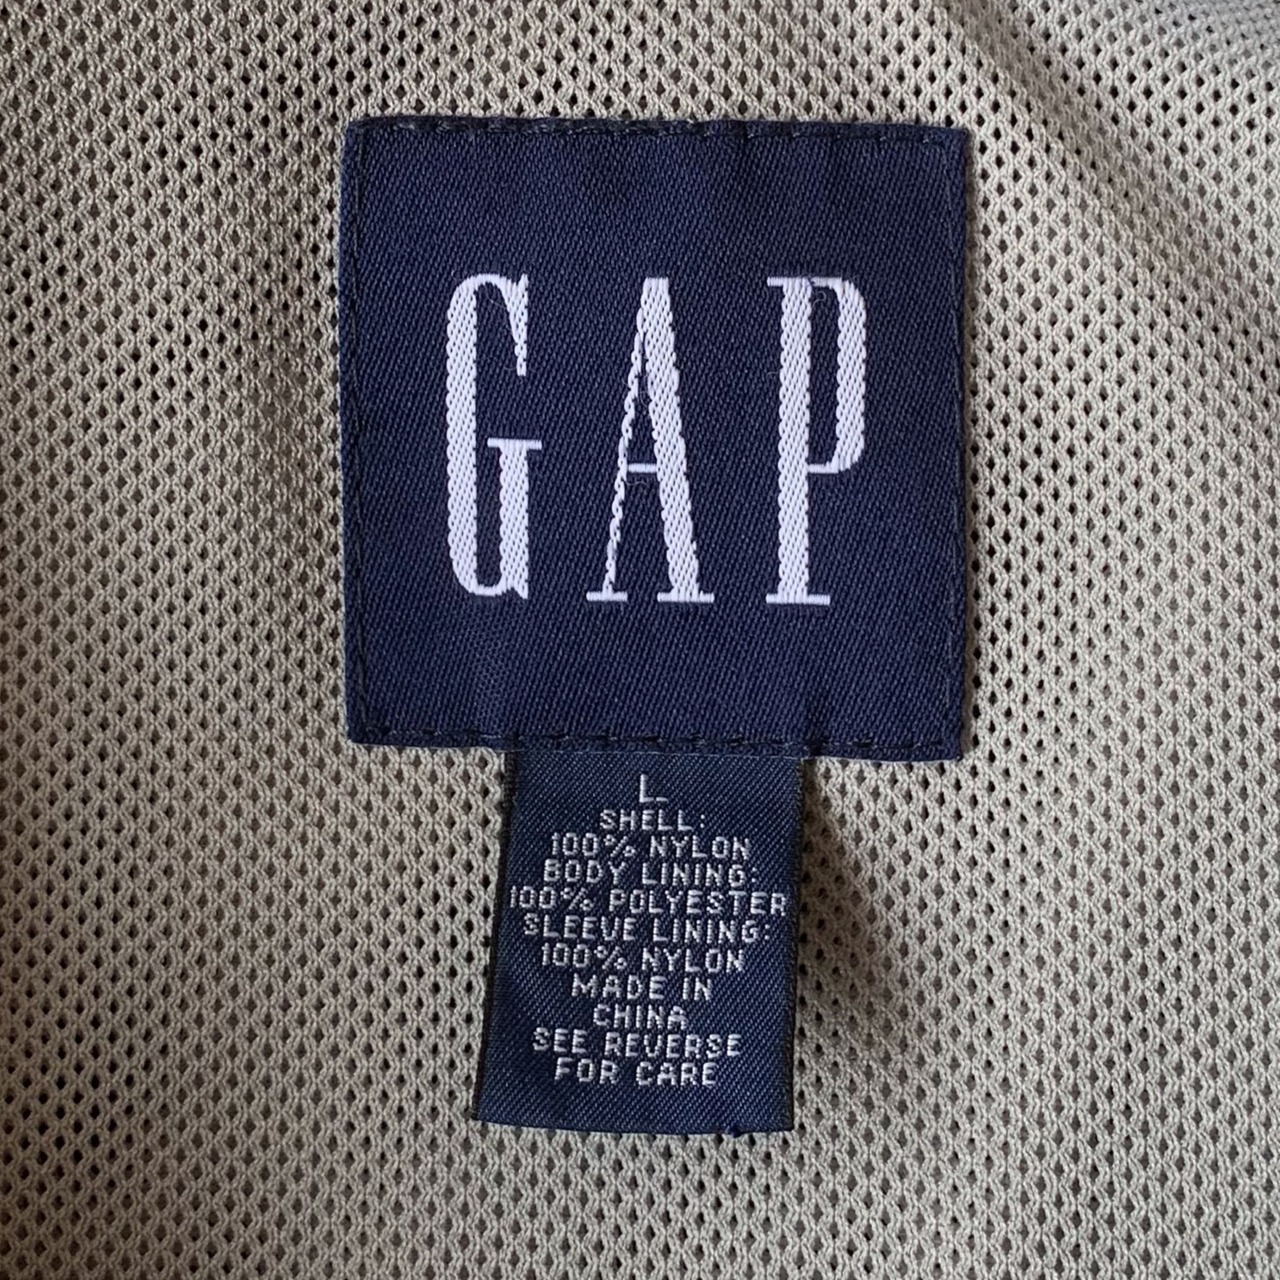 GAP
L
SHELL:
100% NYLON
BODY LINING:
100% POLYESTER
SLEEVE LINING:
100% NYLON
MADE IN
CHINA
SEE REVERSE
FOR CARE